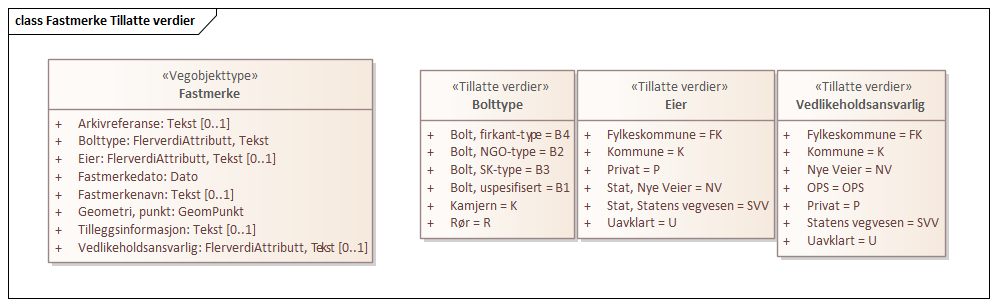 class Fastmerke Tillatte verdier
«Vegobjekttype»
Fastmerke
+ Arkivreferanse: Tekst [0..1]
+ Bolttype: FlerverdiAttributt, Tekst
+ Eier: FlerverdiAttributt, Tekst [0..1]
+ Fastmerkedato: Dato
+ Fastmerkenavn: Tekst [0..1]
+ Geometri, punkt: GeomPunkt
+ Tilleggsinformasjon: Tekst [0..1]
+ Vedlikeholdsansvarlig: FlerverdiAttributt, Tekst [0..1]
«Tillatte verdier»
Bolttype
+ Bolt, firkant-type = B4
+ Bolt, NGO-type = B2
+ Bolt, SK-type = B3
+ Bolt, uspesifisert = B1
+ Kamjern = K
+ Rør = R
«Tillatte verdier»
Eier
+ Fylkeskommune = FK
+ Kommune = K
+ Privat = P
+ Stat, Nye Veier = NV
+ Stat, Statens vegvesen = SVV
+ Uavklart = U
«Tillatte verdier»
Vedlikeholdsansvarlig
+ Fylkeskommune = FK
+ Kommune = K
+ Nye Veier = NV
+ OPS = OPS
+ Privat = P
+ Statens vegvesen = SVV
+ Uavklart = U